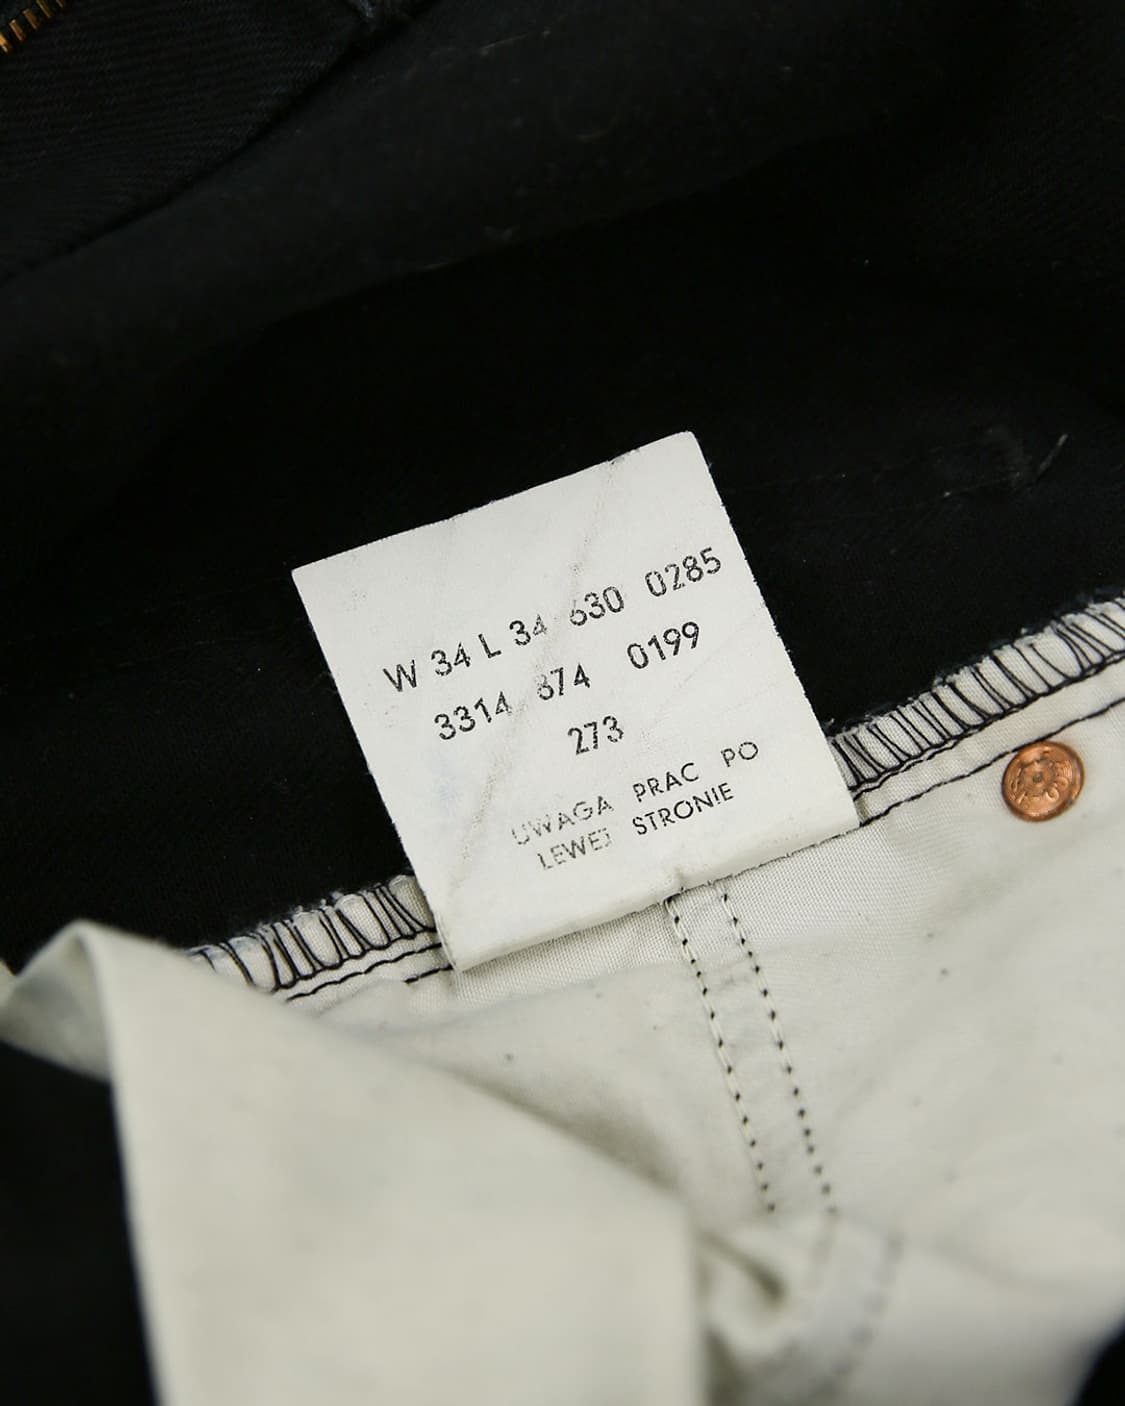 W 34 L 34 630 0285
3314 874 0199
273
UWAGA PRAC PO
LEWEJ STRONIE